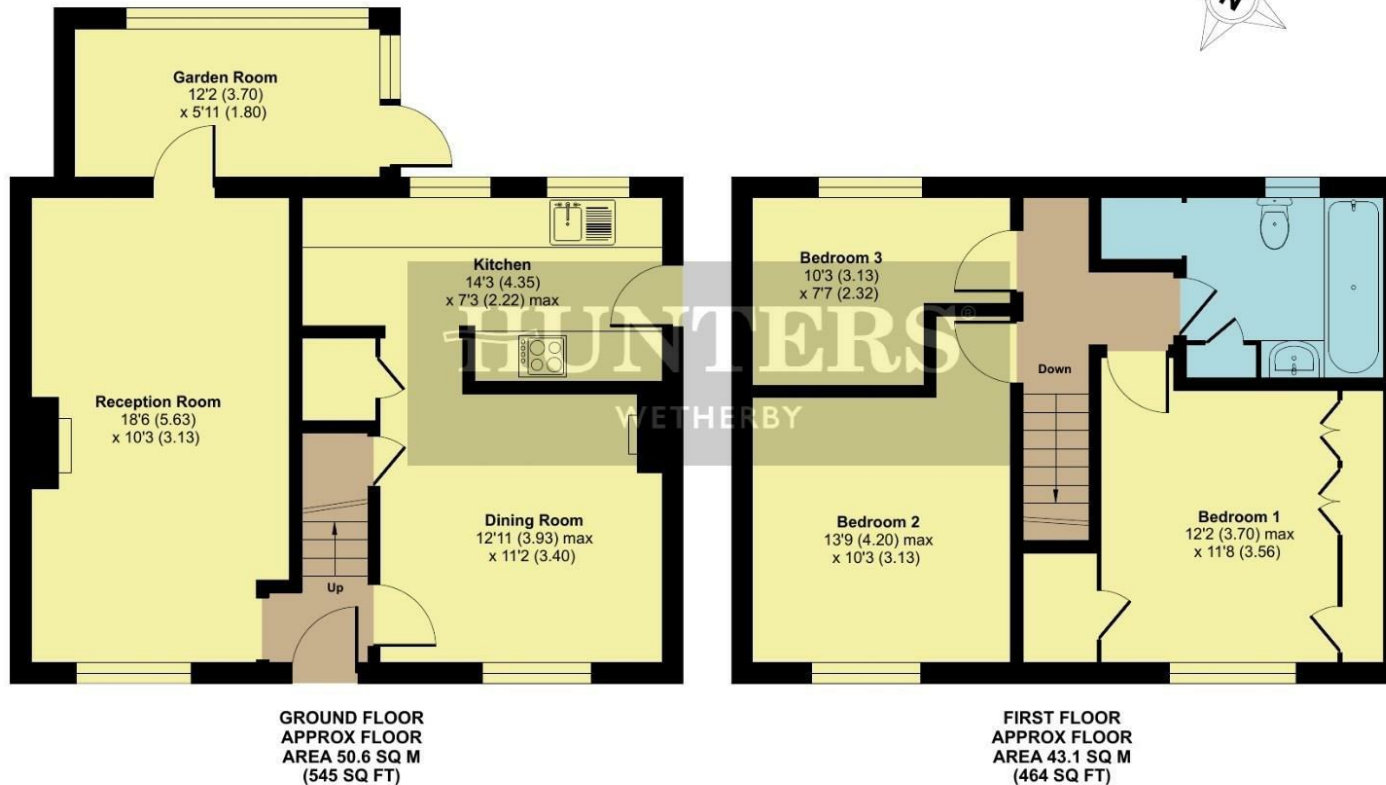 N
Garden Room
12'2 (3.70)
x 5'11 (1.80)
Kitchen
14'3 (4.35)
x 7'3 (2.22) max
Reception Room
18'6 (5.63)
x 10'3 (3.13)
Dining Room
12'11 (3.93) max
x 11'2 (3.40)
Up
GROUND FLOOR
APPROX FLOOR
AREA 50.6 SQ M
(545 SQ FT)
HUNTERS®
WETHERBY
Bedroom 3
10'3 (3.13)
x 7'7 (2.32)
Down
Bedroom 2
13'9 (4.20) max
x 10'3 (3.13)
Bedroom 1
12'2 (3.70) max
x 11'8 (3.56)
FIRST FLOOR
APPROX FLOOR
AREA 43.1 SQ M
(464 SQ FT)